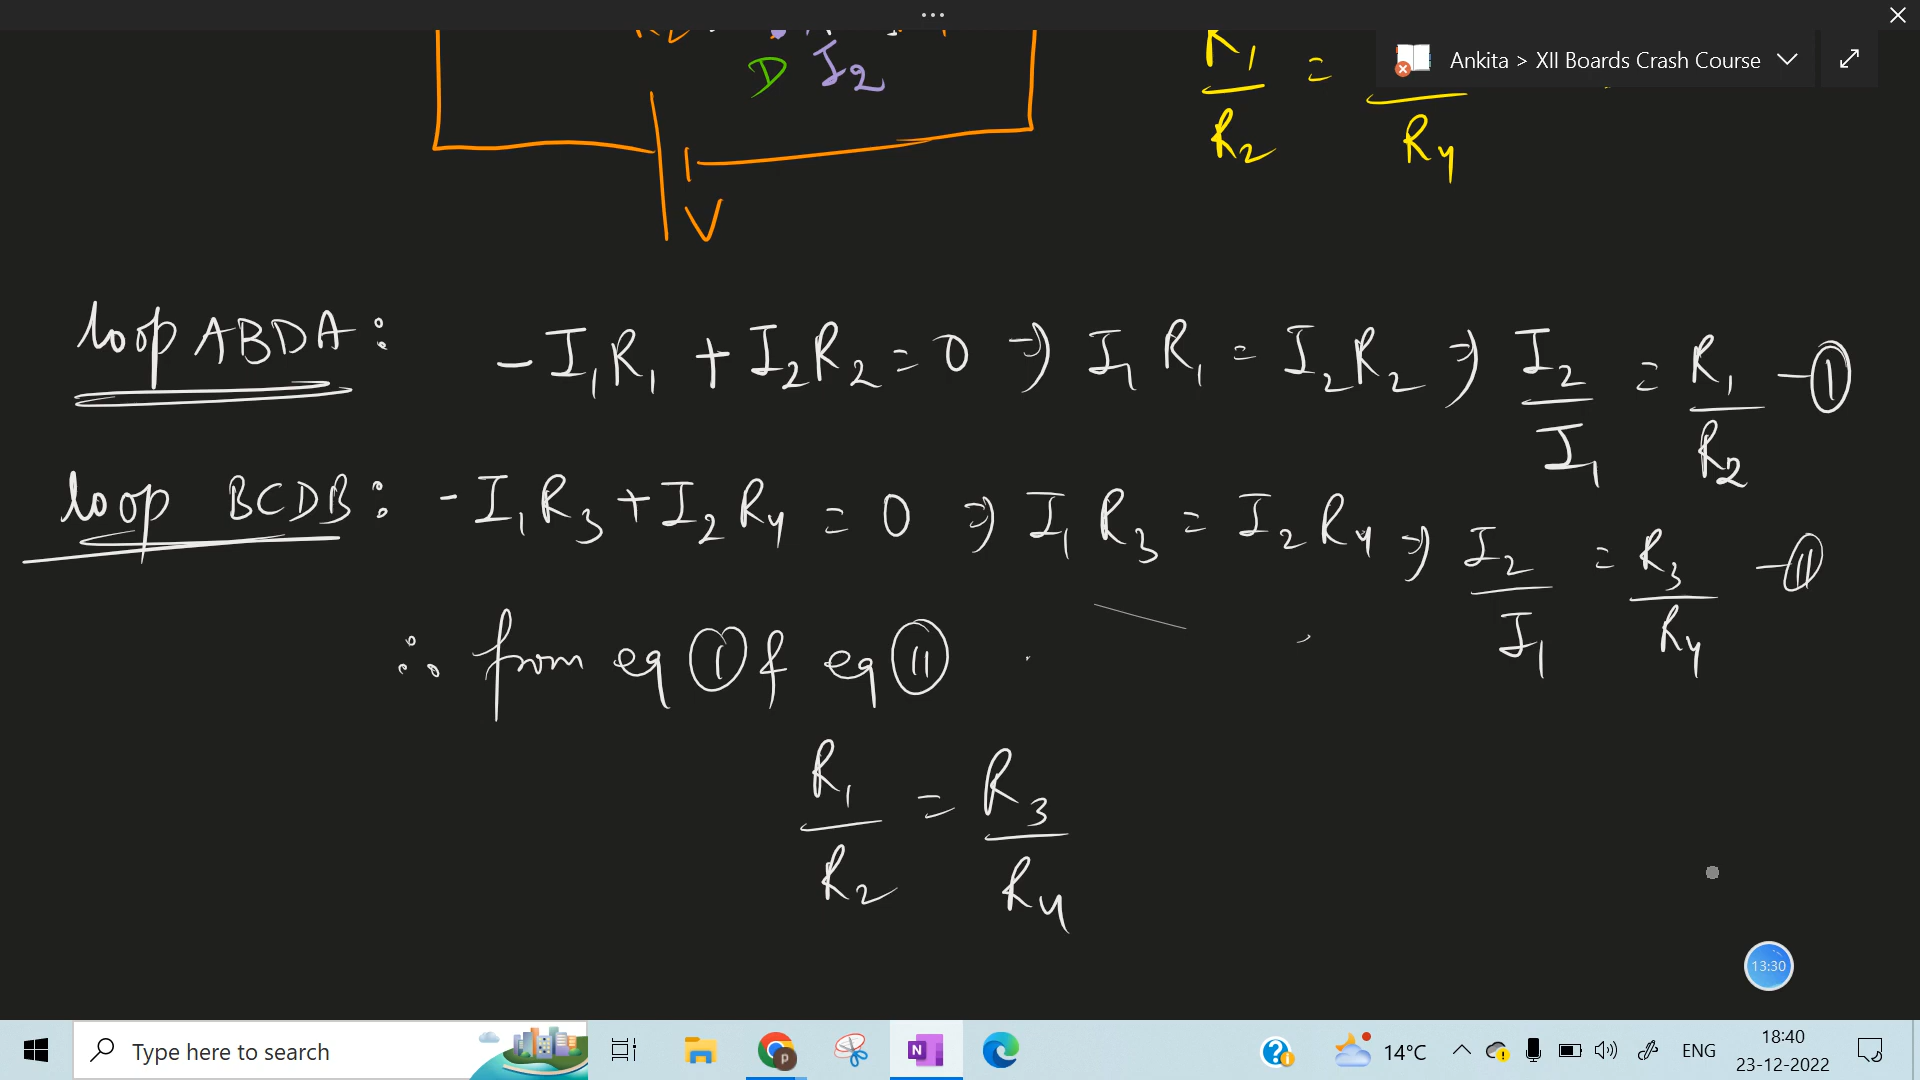 Ankita > XII Boards Crash Course
D I₂
R₁/R₂ =
R₄
V
loop ABDA: -I₁R₁ + I₂R₂ = 0 ⇒ I₁R₁ = I₂R₂ ⇒ I₂/I₁ = R₁/R₂ - Ⓘ
loop BCDB: -I₁R₃ + I₂R₄ = 0 ⇒ I₁R₃ = I₂R₄ ⇒ I₂/I₁ = R₃/R₄ - (II)
∴ from eq (I) & eq (II)
R₁/R₂ = R₃/R₄
13:30
Type here to search
14°C
ENG
18:40
23-12-2022